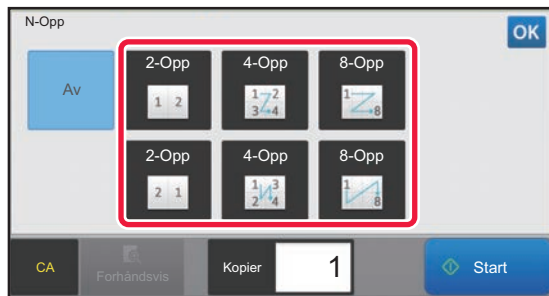 N-Opp
OK
Av
2-Opp 4-Opp 8-Opp
1 2
1 2
3 4
1
8
2-Opp 4-Opp 8-Opp
2 1
1 3
2 4
1
8
CA
Forhåndsvis
Kopier
1
Start